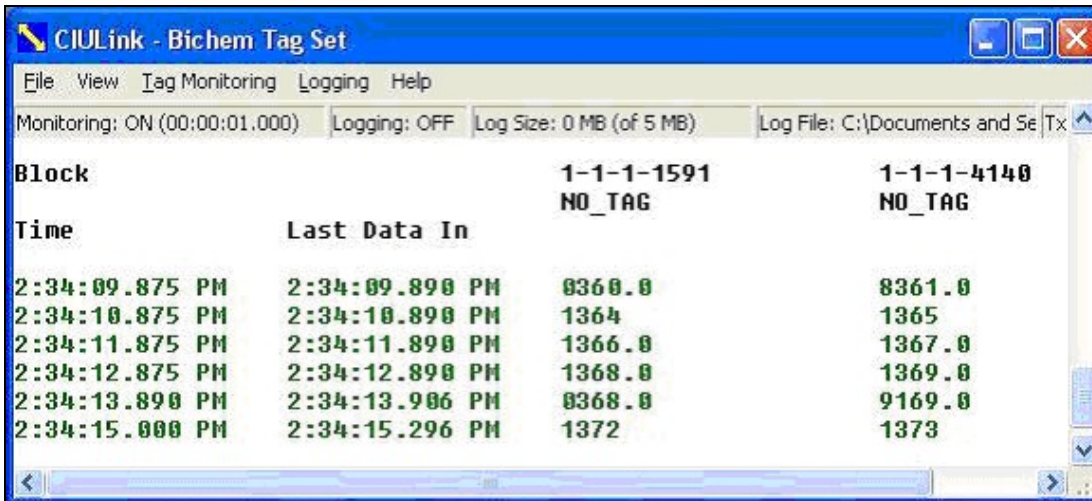 CIULink - Bichem Tag Set
File View Tag Monitoring Logging Help
Monitoring: ON (00:00:01.000) Logging: OFF Log Size: 0 MB (of 5 MB) Log File: C:\Documents and Se Tx
Block 1-1-1-1591 1-1-1-4140
NO_TAG NO_TAG
Time Last Data In
2:34:09.875 PM 2:34:09.890 PM 0360.0 8361.0
2:34:10.875 PM 2:34:10.890 PM 1364 1365
2:34:11.875 PM 2:34:11.890 PM 1366.0 1367.0
2:34:12.875 PM 2:34:12.890 PM 1368.0 1369.0
2:34:13.890 PM 2:34:13.906 PM 0368.0 9169.0
2:34:15.000 PM 2:34:15.296 PM 1372 1373